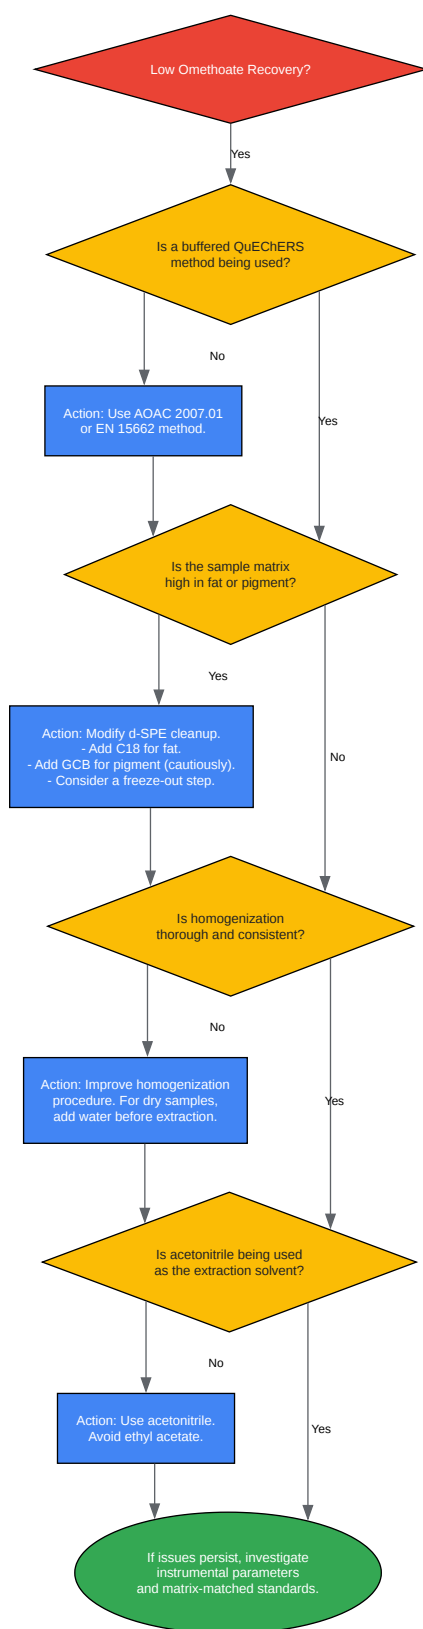 Low Omethoate Recovery?
Yes
Is a buffered QuEChERS
method being used?
No
Action: Use AOAC 2007.01
or EN 15662 method.
Yes
Is the sample matrix
high in fat or pigment?
Yes
Action: Modify d-SPE cleanup.
- Add C18 for fat.
- Add GCB for pigment (cautiously).
- Consider a freeze-out step.
No
Is homogenization
thorough and consistent?
No
Action: Improve homogenization
procedure. For dry samples,
add water before extraction.
Yes
Is acetonitrile being used
as the extraction solvent?
No
Action: Use acetonitrile.
Avoid ethyl acetate.
Yes
If issues persist, investigate
instrumental parameters
and matrix-matched standards.